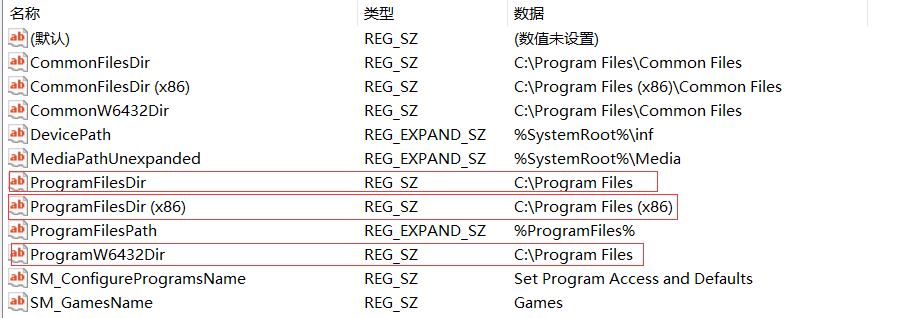 名称 类型 数据
ab (默认) REG_SZ (数值未设置)
ab CommonFilesDir REG_SZ C:\Program Files\Common Files
ab CommonFilesDir (x86) REG_SZ C:\Program Files (x86)\Common Files
ab CommonW6432Dir REG_SZ C:\Program Files\Common Files
ab DevicePath REG_EXPAND_SZ %SystemRoot%\inf
ab MediaPathUnexpanded REG_EXPAND_SZ %SystemRoot%\Media
ab ProgramFilesDir REG_SZ C:\Program Files
ab ProgramFilesDir (x86) REG_SZ C:\Program Files (x86)
ab ProgramFilesPath REG_EXPAND_SZ %ProgramFiles%
ab ProgramW6432Dir REG_SZ C:\Program Files
ab SM_ConfigureProgramsName REG_SZ Set Program Access and Defaults
ab SM_GamesName REG_SZ Games